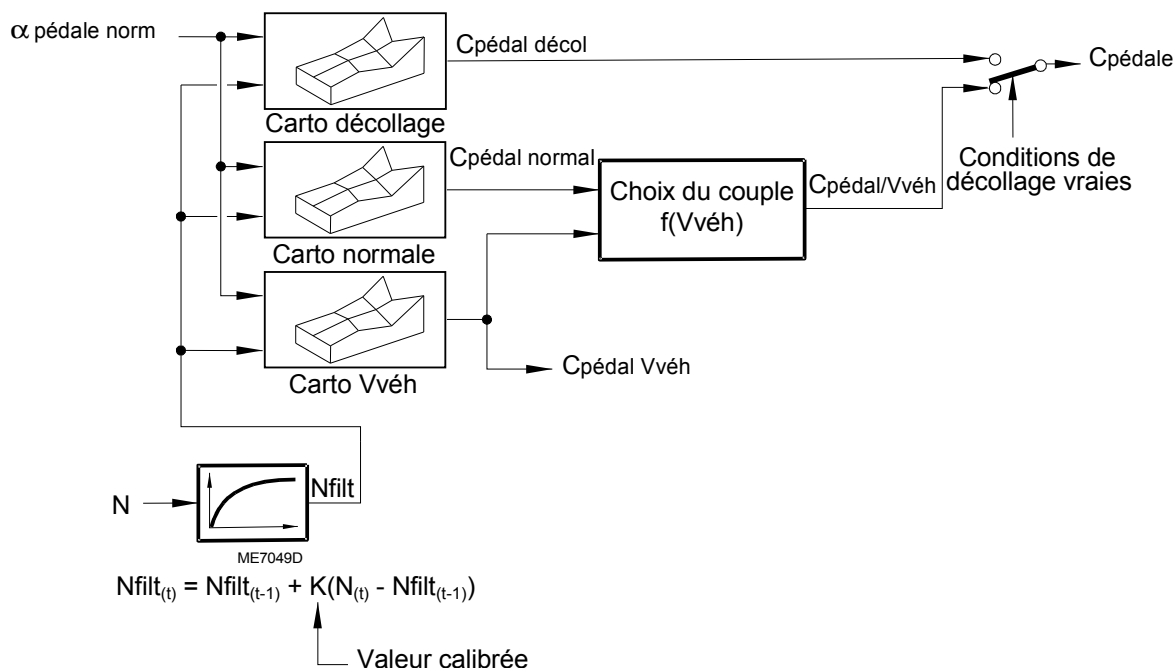 α pédale norm
Cpédal décol
Cpédale
Carto décollage
Cpédal normal
Conditions de
décollage vraies
Choix du couple
f(Vvéh)
Cpédal/Vvéh
Carto normale
Cpédal Vvéh
Carto Vvéh
N
Nfilt
ME7049D
Nfilt(t) = Nfilt(t-1) + K(N(t) - Nfilt(t-1))
Valeur calibrée